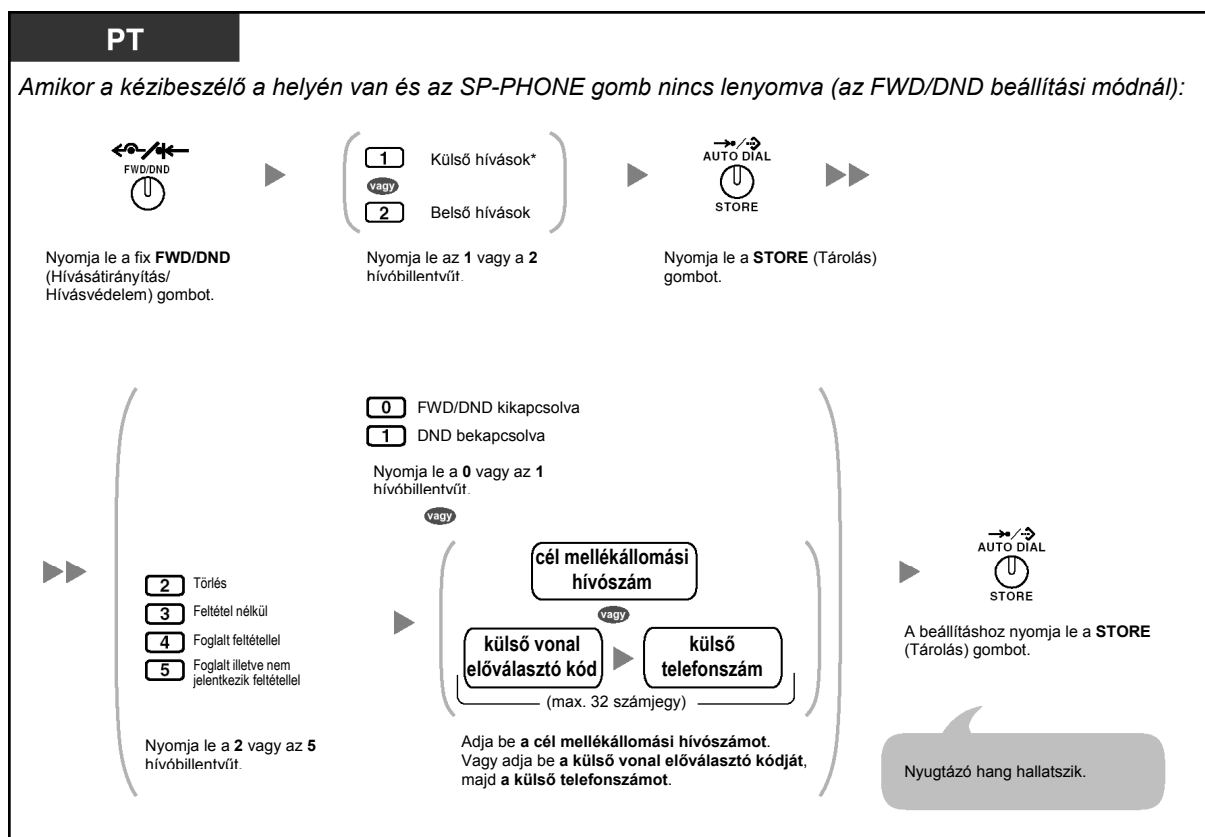 PT
Amikor a kézibeszélő a helyén van és az SP-PHONE gomb nincs lenyomva (az FWD/DND beállítási módnál):
FWD/DND
Nyomja le a fix FWD/DND
(Hívásátirányítás/
Hívásvédelem) gombot.
1 Külső hívások*
vagy
2 Belső hívások
Nyomja le az 1 vagy a 2
hívóbillentyűt.
AUTO DIAL
STORE
Nyomja le a STORE (Tárolás)
gombot.
0 FWD/DND kikapcsolva
1 DND bekapcsolva
Nyomja le a 0 vagy az 1
hívóbillentyűt.
vagy
2 Törlés
3 Feltétel nélkül
4 Foglalt feltétellel
5 Foglalt illetve nem
jelentkezik feltétellel
Nyomja le a 2 vagy az 5
hívóbillentyűt.
cél mellékállomási
hívószám
vagy
külső vonal
előválasztó kód
külső
telefonszám
(max. 32 számjegy)
Adja be a cél mellékállomási hívószámot.
Vagy adja be a külső vonal előválasztó kódját,
majd a külső telefonszámot.
AUTO DIAL
STORE
A beállításhoz nyomja le a STORE
(Tárolás) gombot.
Nyugtázó hang hallatszik.